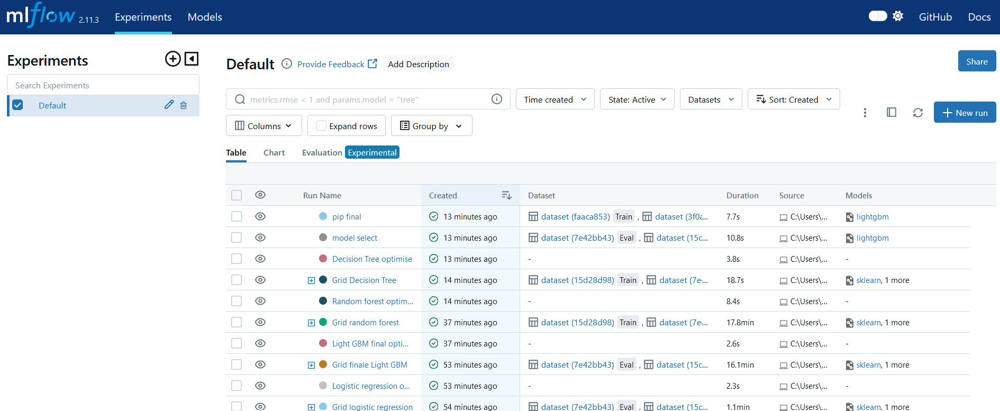 mlflow 2.11.3 Experiments Models GitHub Docs
Experiments
Search Experiments
Default
Default Provide Feedback Add Description Share
metrics.rmse < 1 and params.model = "tree" Time created State: Active Datasets Sort: Created
Columns Expand rows Group by New run
Table Chart Evaluation Experimental
Run Name Created Dataset Duration Source Models
pip final 13 minutes ago dataset (faaca853) Train , dataset (3f0a... 7.7s C:\Users\... lightgbm
model select 13 minutes ago dataset (7e42bb43) Eval , dataset (15c... 10.8s C:\Users\... lightgbm
Decision Tree optimise 13 minutes ago - 3.8s C:\Users\... -
Grid Decision Tree 14 minutes ago dataset (15d28d98) Train , dataset (7e-... 18.7s C:\Users\... sklearn, 1 more
Random forest optim... 14 minutes ago - 8.4s C:\Users\... -
Grid random forest 37 minutes ago dataset (15d28d98) Train , dataset (7e-... 17.8min C:\Users\... sklearn, 1 more
Light GBM final opti... 37 minutes ago - 2.6s C:\Users\... -
Grid finale Light GBM 53 minutes ago dataset (7e42bb43) Eval , dataset (15c... 16.1min C:\Users\... sklearn, 1 more
Logistic regression o... 53 minutes ago - 2.3s C:\Users\... -
Grid logistic regression 54 minutes ago dataset (7e42bb43) Eval , dataset (15c... 1.1min C:\Users\... sklearn, 1 more